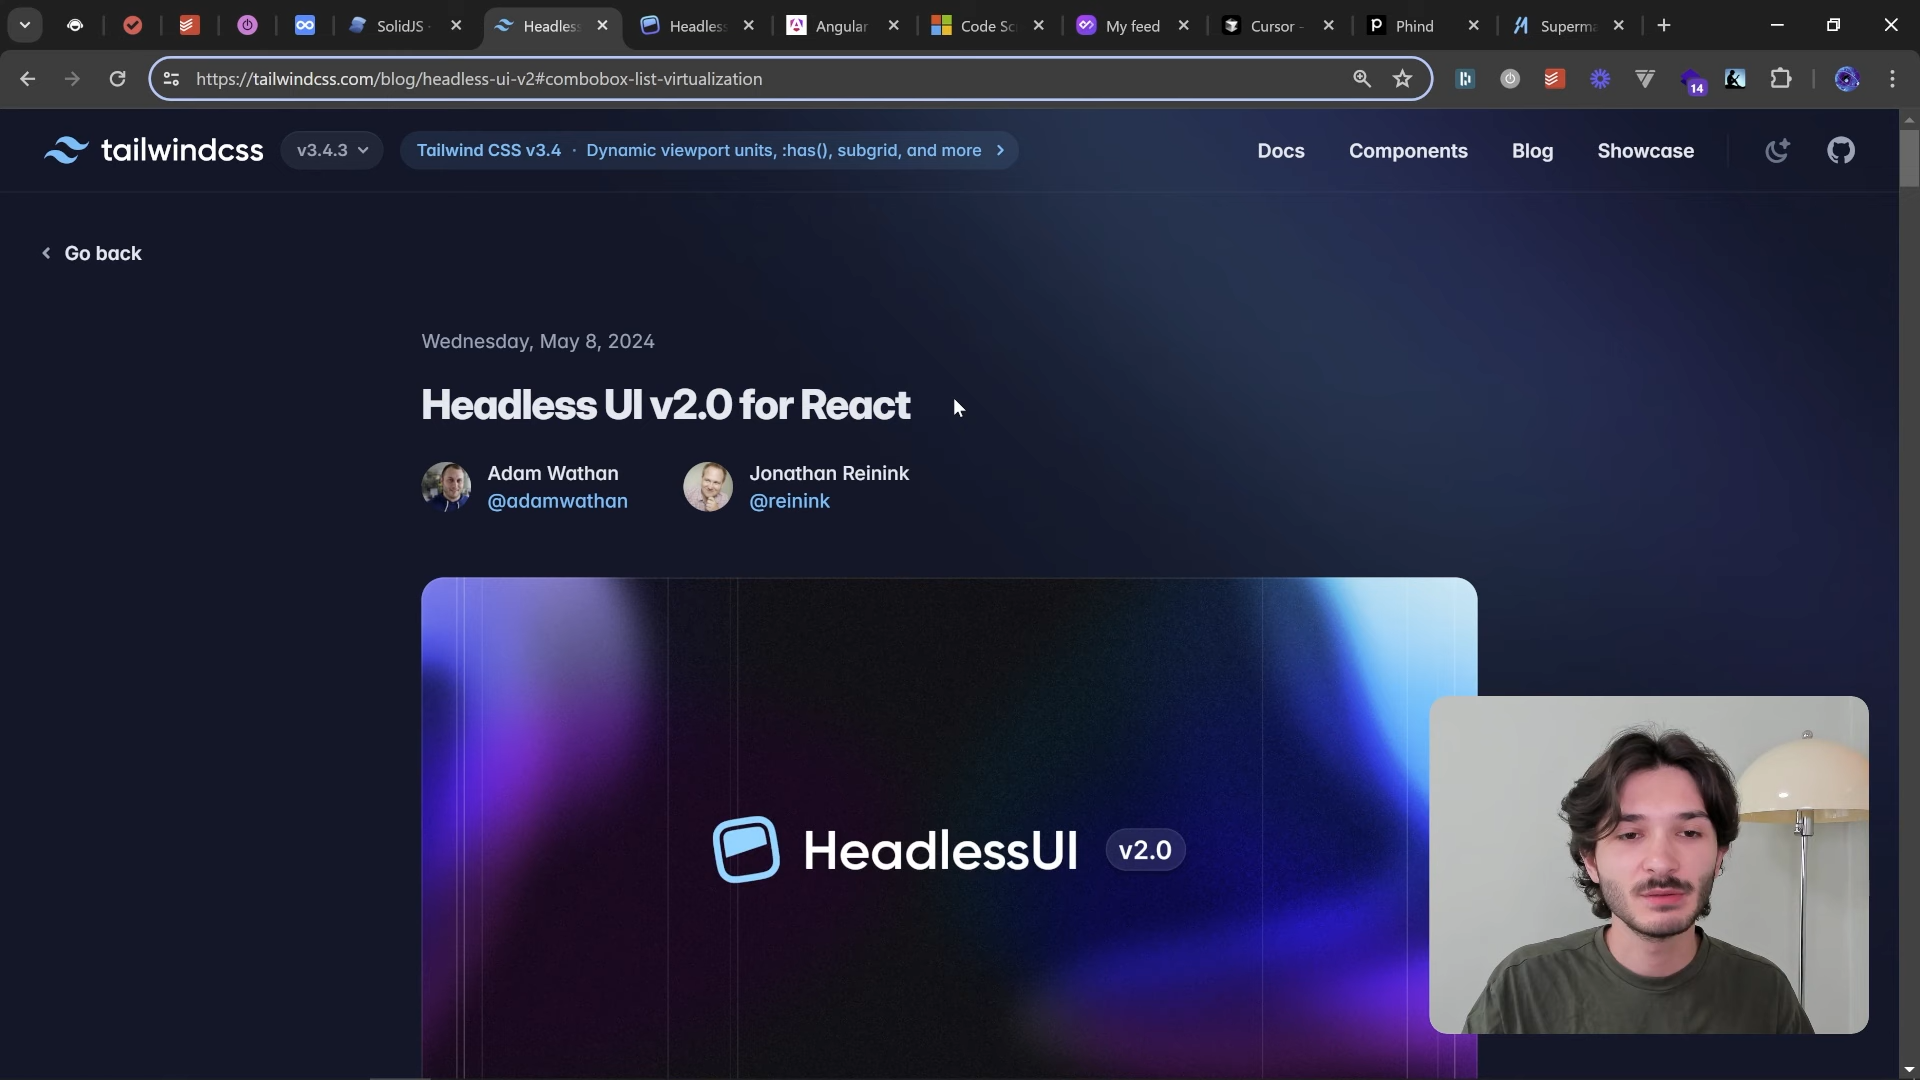 SolidJS
Headless
Headless
Angular
Code Sc
My feed
Cursor -
Phind
Superma
https://tailwindcss.com/blog/headless-ui-v2#combobox-list-virtualization
14
tailwindcss
v3.4.3
Tailwind CSS v3.4 · Dynamic viewport units, :has(), subgrid, and more
Docs
Components
Blog
Showcase
Go back
Wednesday, May 8, 2024
Headless UI v2.0 for React
Adam Wathan
@adamwathan
Jonathan Reinink
@reinink
HeadlessUI
v2.0